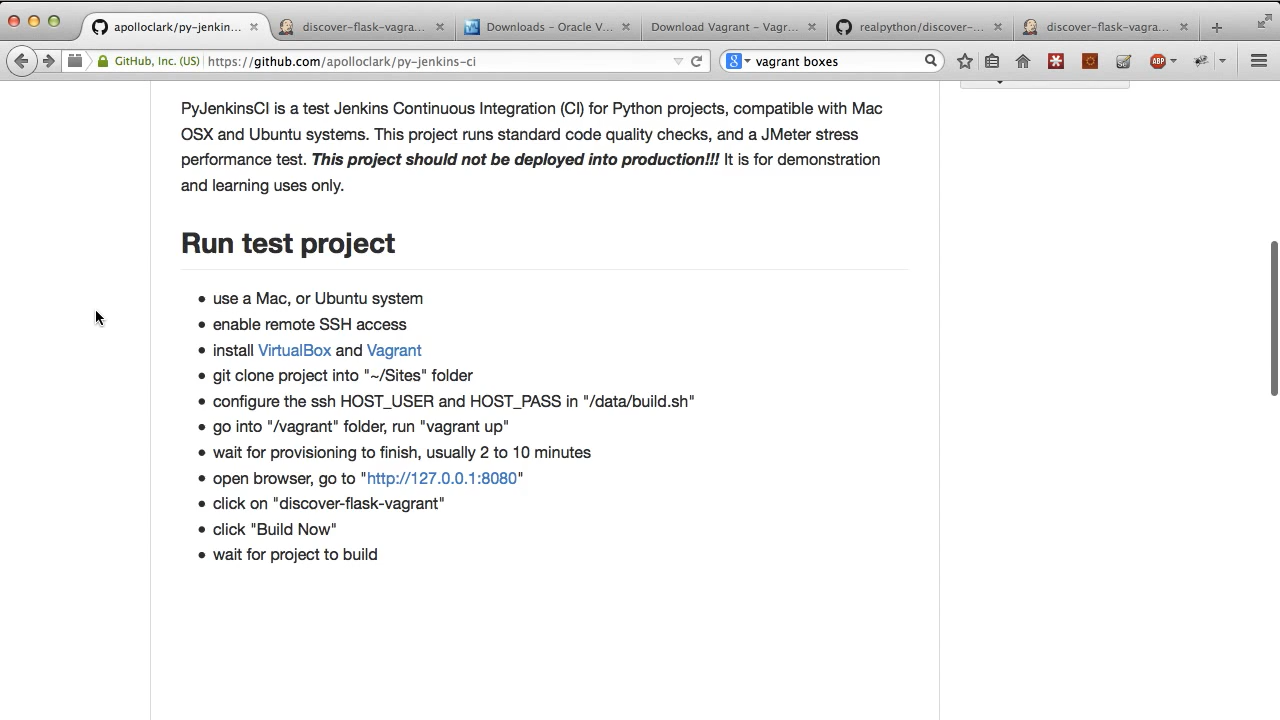 apolloclark/py-jenkin...
discover-flask-vagra...
Downloads – Oracle V...
Download Vagrant - Vagr...
realpython/discover-...
discover-flask-vagra...
GitHub, Inc. (US)
https://github.com/apolloclark/py-jenkins-ci
vagrant boxes
ABP
PyJenkinsCI is a test Jenkins Continuous Integration (CI) for Python projects, compatible with Mac
OSX and Ubuntu systems. This project runs standard code quality checks, and a JMeter stress
performance test. This project should not be deployed into production!!! It is for demonstration
and learning uses only.
Run test project
• use a Mac, or Ubuntu system
• enable remote SSH access
• install VirtualBox and Vagrant
• git clone project into "~/Sites" folder
• configure the ssh HOST_USER and HOST_PASS in "/data/build.sh"
• go into "/vagrant" folder, run "vagrant up"
• wait for provisioning to finish, usually 2 to 10 minutes
• open browser, go to "http://127.0.0.1:8080"
• click on "discover-flask-vagrant"
• click "Build Now"
• wait for project to build